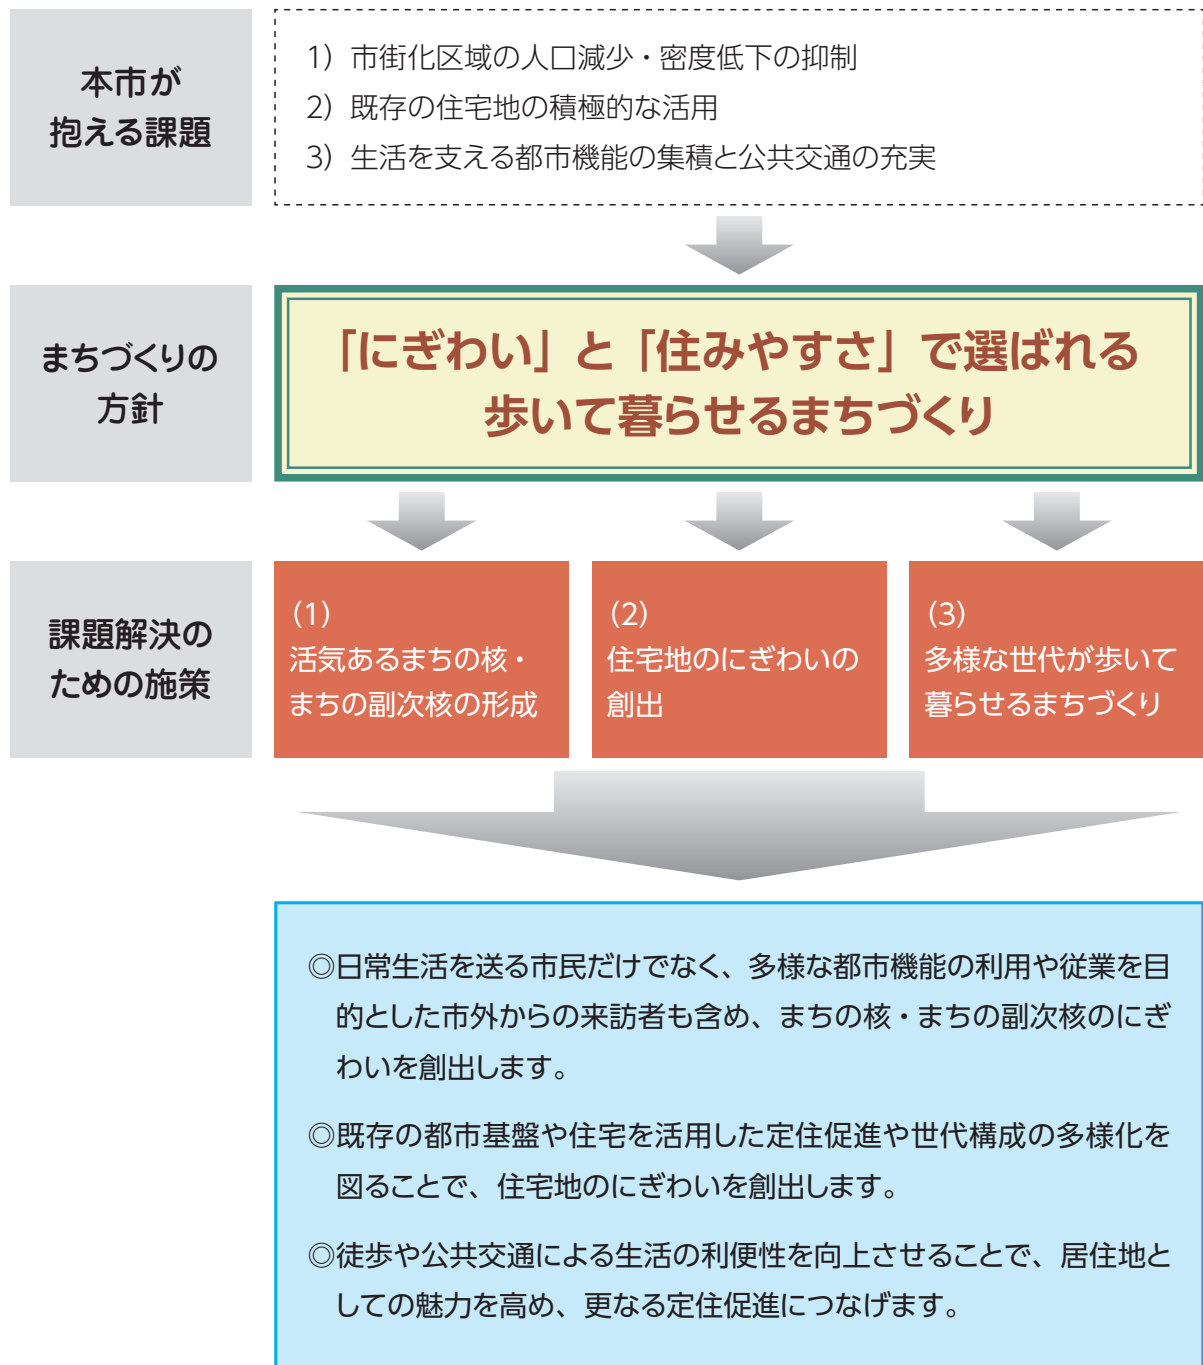 本市が
抱える課題
1）市街化区域の人口減少・密度低下の抑制
2）既存の住宅地の積極的な活用
3）生活を支える都市機能の集積と公共交通の充実
まちづくりの
方針
「にぎわい」と「住みやすさ」で選ばれる
歩いて暮らせるまちづくり
課題解決の
ための施策
（1）
活気あるまちの核・
まちの副次核の形成
（2）
住宅地のにぎわいの
創出
（3）
多様な世代が歩いて
暮らせるまちづくり
◎日常生活を送る市民だけでなく、多様な都市機能の利用や従業を目
的とした市外からの来訪者も含め、まちの核・まちの副次核のにぎ
わいを創出します。
◎既存の都市基盤や住宅を活用した定住促進や世代構成の多様化を
図ることで、住宅地のにぎわいを創出します。
◎徒歩や公共交通による生活の利便性を向上させることで、居住地と
しての魅力を高め、更なる定住促進につなげます。